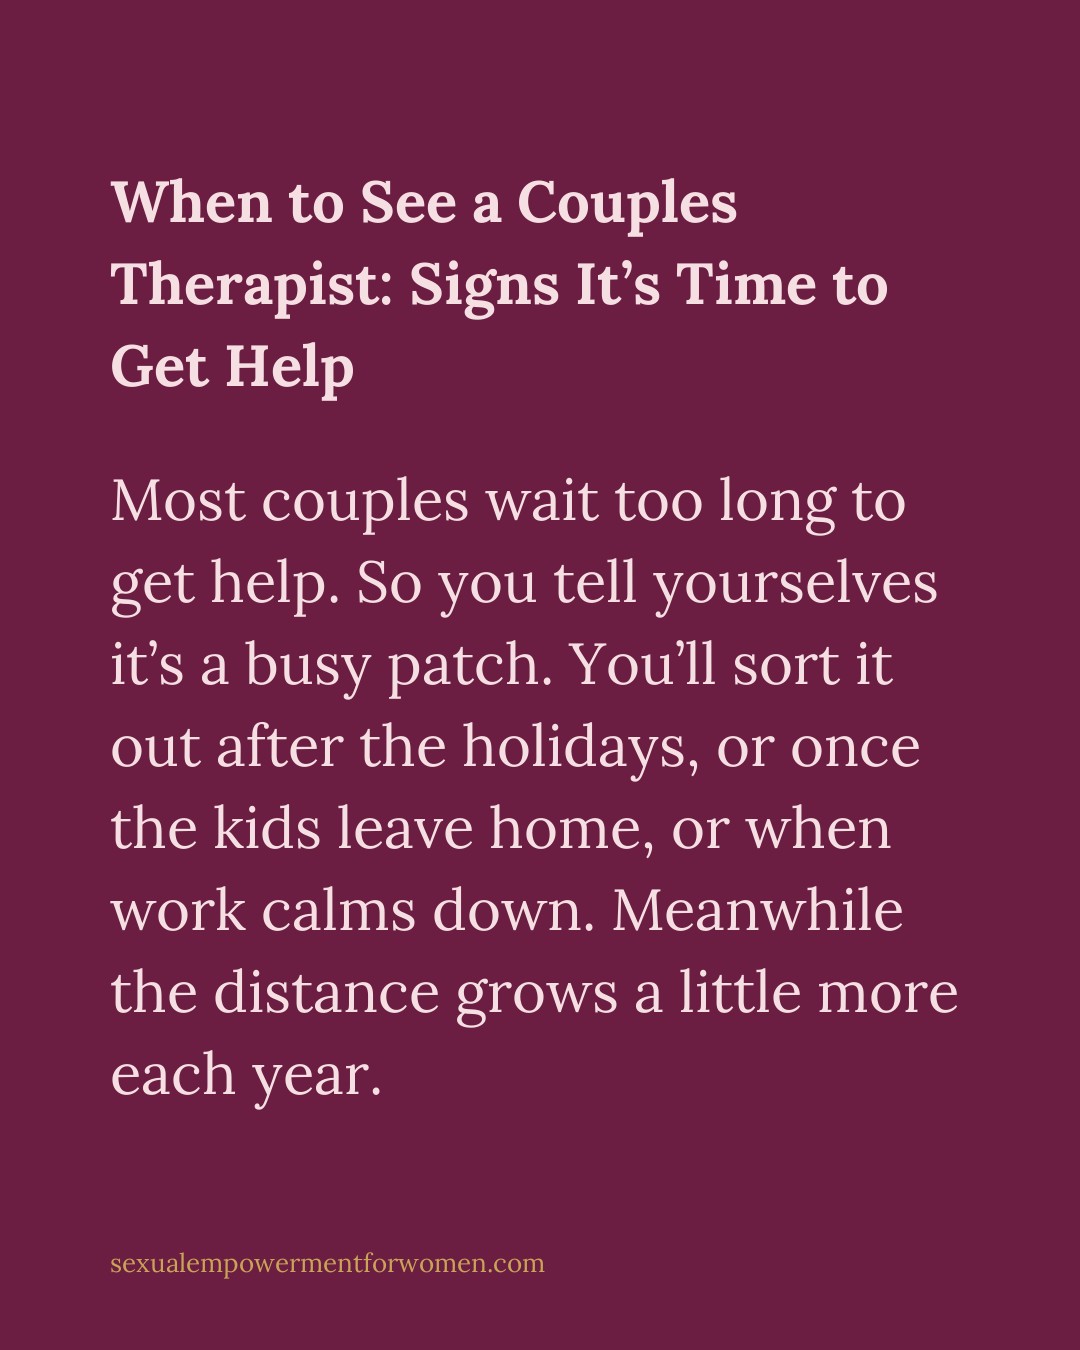 When to See a Couples
Therapist: Signs It’s Time to
Get Help
Most couples wait too long to
get help. So you tell yourselves
it’s a busy patch. You’ll sort it
out after the holidays, or once
the kids leave home, or when
work calms down. Meanwhile
the distance grows a little more
each year.
sexualempowermentforwomen.com